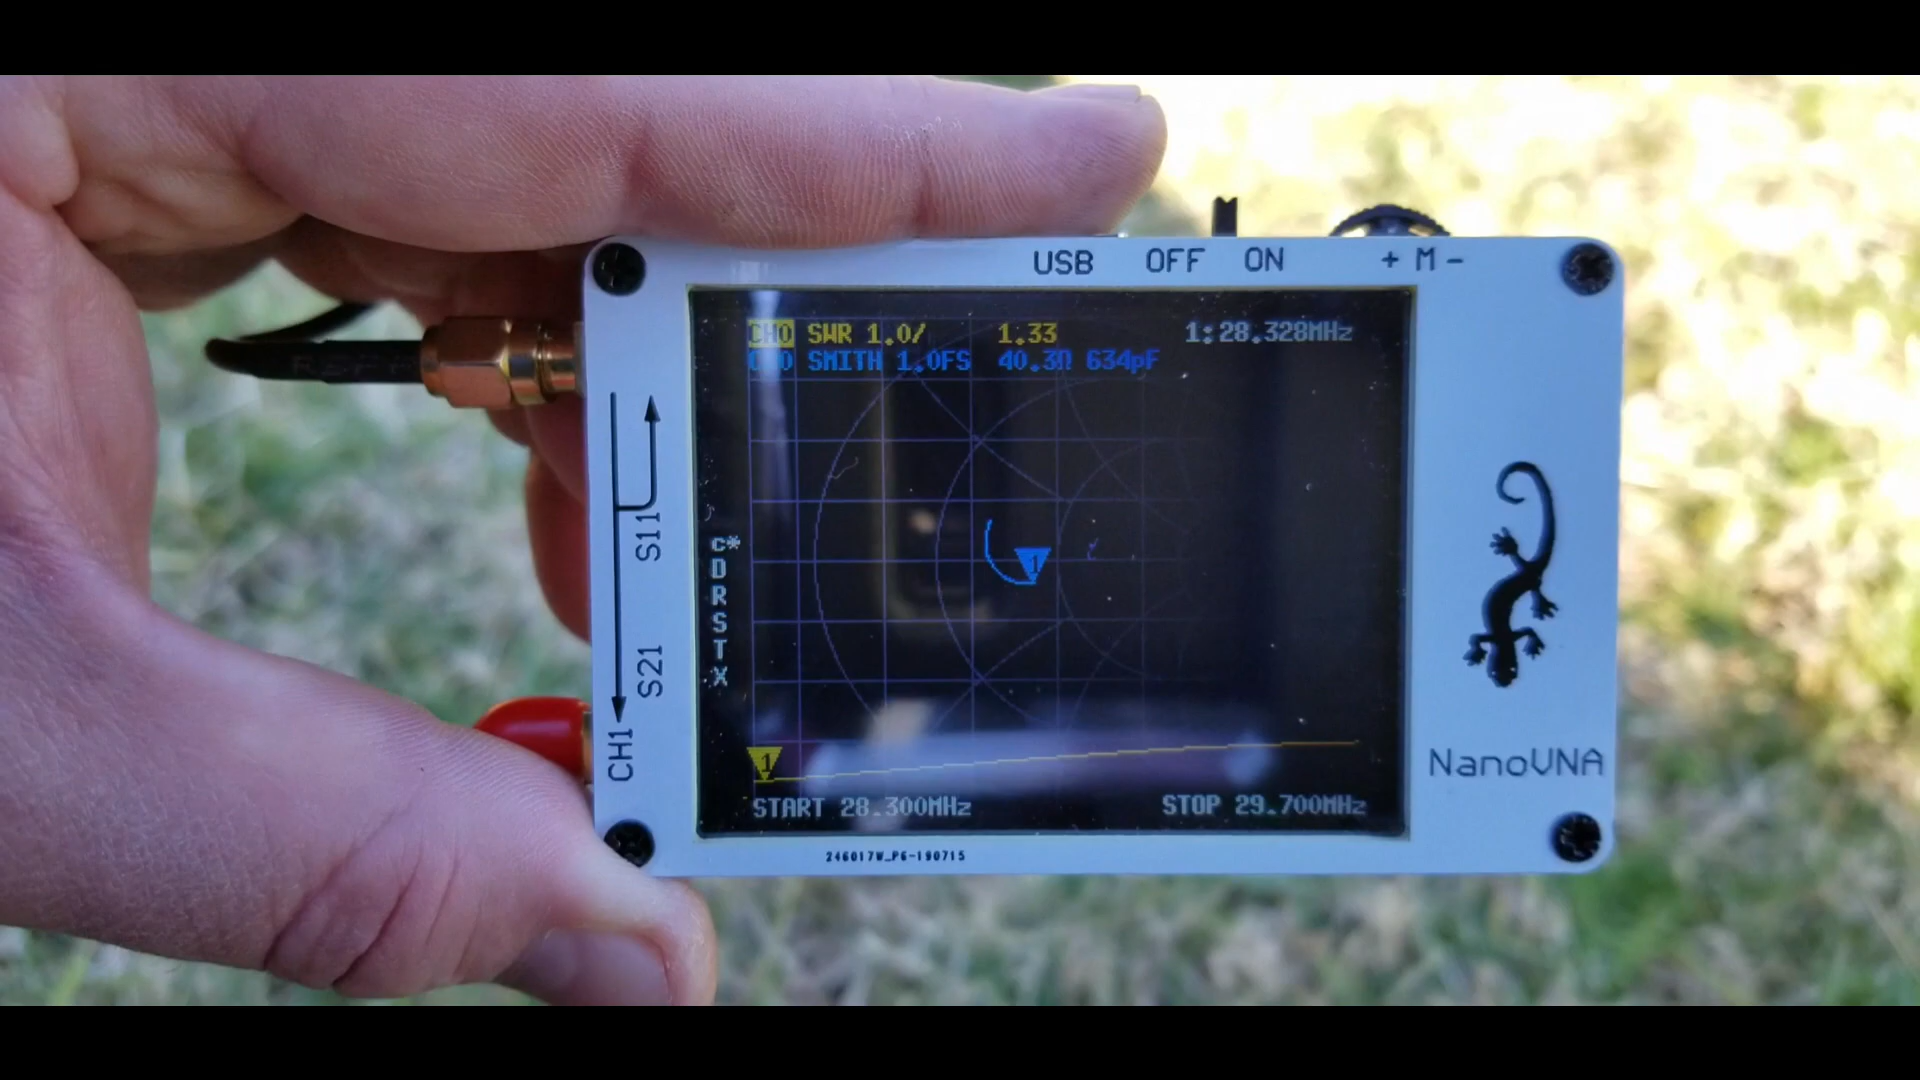 USB OFF ON + M -
CH0 SWR 1.0/ 1.33 1:28.328MHz
CH0 SMITH 1.0FS 40.3Ω 634pF
S11
S21
CH1
C*
D
R
S
T
X
1
1
START 28.300MHz STOP 29.700MHz
NanoVNA
246017W_P6-190715